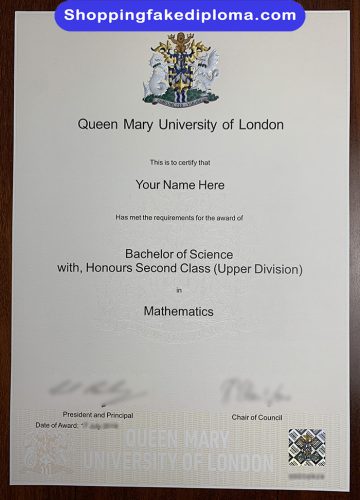 Shoppingfakediploma.com
Queen Mary University of London
This is to certify that
Your Name Here
Has met the requirements for the award of
Bachelor of Science
with, Honours Second Class (Upper Division)
in
Mathematics
President and Principal
Chair of Council
Date of Award:
QUEEN MARY
UNIVERSITY OF LONDON